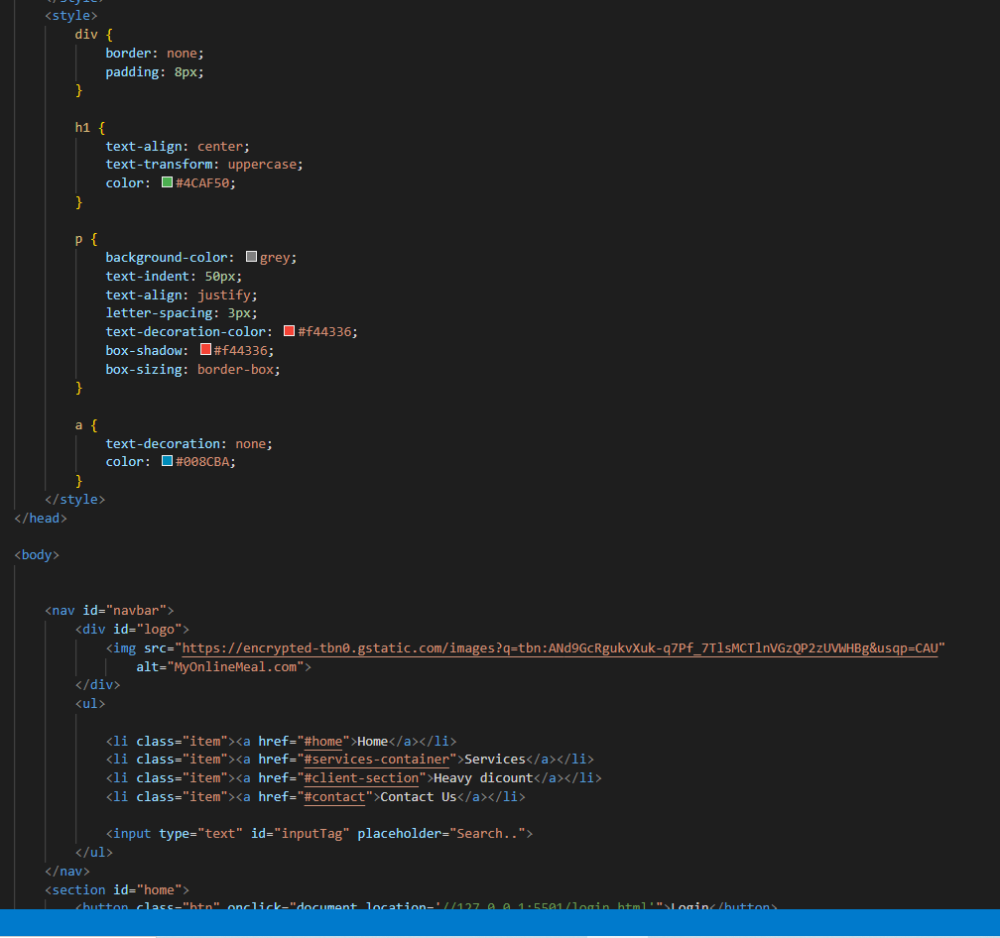 </style>
<style>
div {
border: none;
padding: 8px;
}
h1 {
text-align: center;
text-transform: uppercase;
color: #4CAF50;
}
p {
background-color: grey;
text-indent: 50px;
text-align: justify;
letter-spacing: 3px;
text-decoration-color: #f44336;
box-shadow: #f44336;
box-sizing: border-box;
}
a {
text-decoration: none;
color: #008CBA;
}
</style>
</head>
<body>
<nav id="navbar">
<div id="logo">
<img src="https://encrypted-tbn0.gstatic.com/images?q=tbn:ANd9GcRgukvXuk-q7Pf_7TlsMCTlnVGzQP2zUVWHBg&usqp=CAU"
alt="MyOnlineMeal.com">
</div>
<ul>
<li class="item"><a href="#home">Home</a></li>
<li class="item"><a href="#services-container">Services</a></li>
<li class="item"><a href="#client-section">Heavy dicount</a></li>
<li class="item"><a href="#contact">Contact Us</a></li>
<input type="text" id="inputTag" placeholder="Search..">
</ul>
</nav>
<section id="home">
<button class="btn" onclick="document.location='//127.0.0.1:5501/login.html'">Login</button>